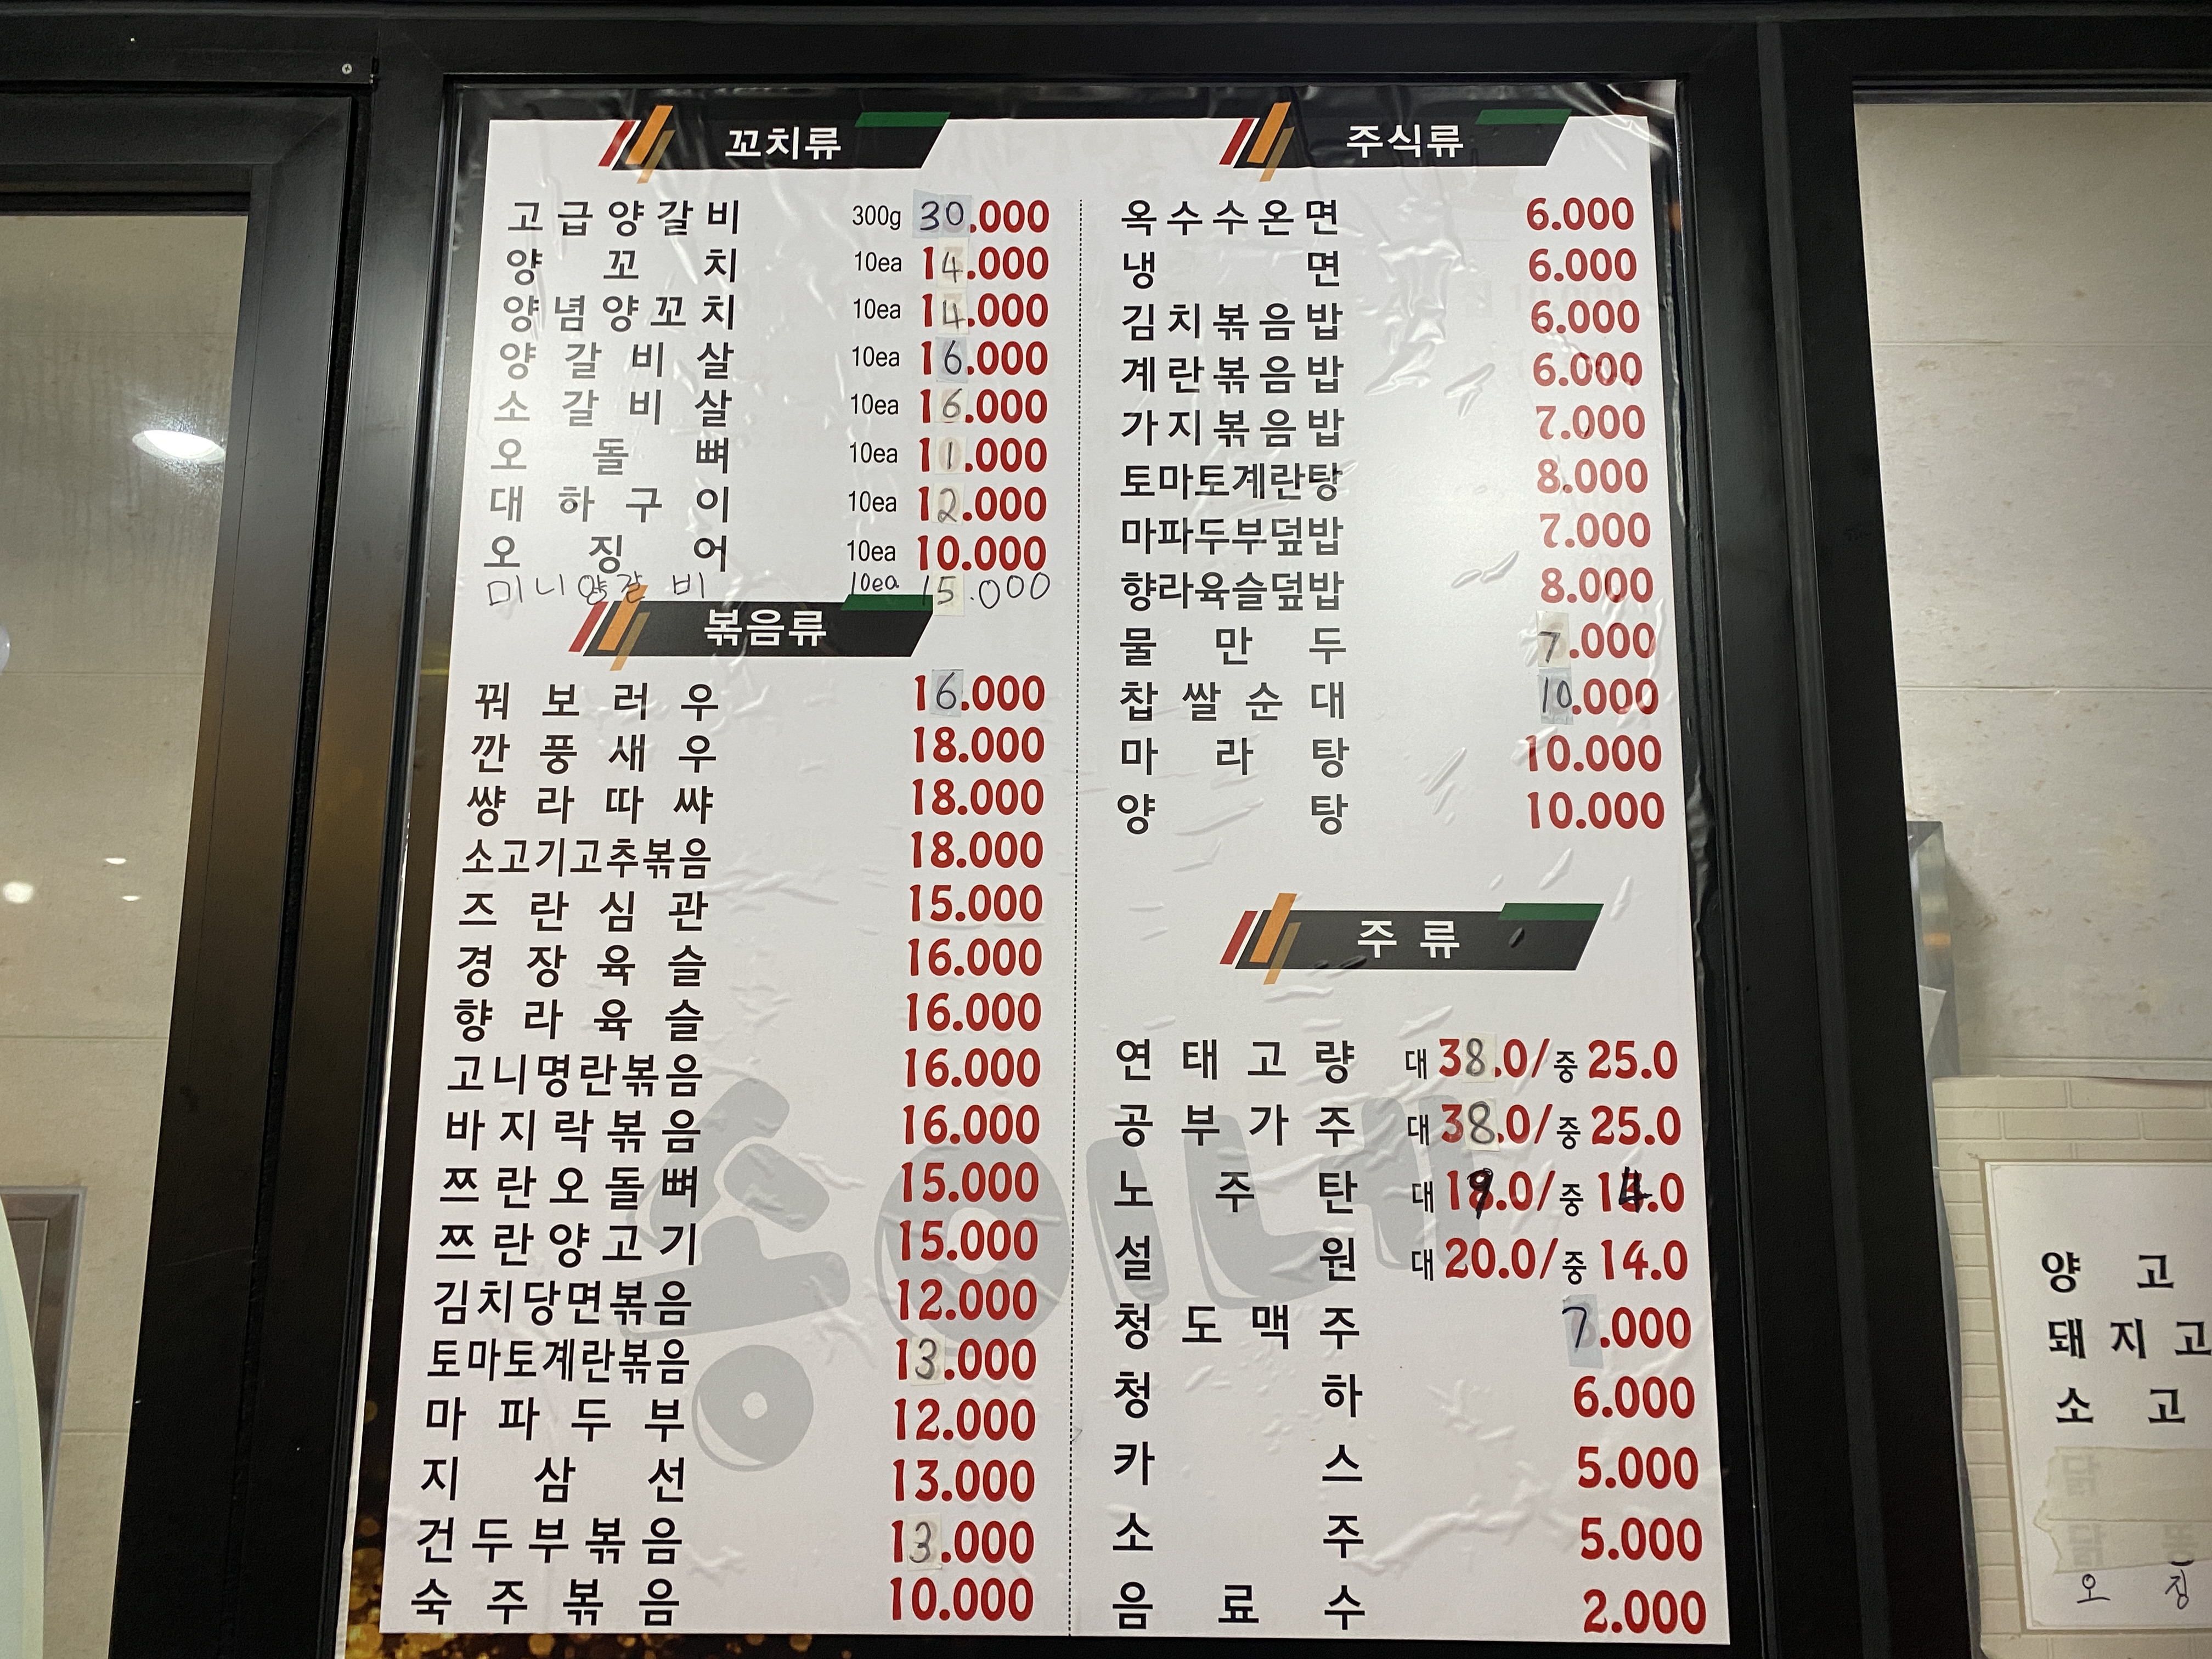 꼬치류
고급양갈비 300g 30.000
양꼬치 10ea 14.000
양념양꼬치 10ea 14.000
양갈비살 10ea 16.000
소갈비살 10ea 16.000
오돌뼈 10ea 11.000
대하구이 10ea 12.000
오징어 10ea 10.000
미니양갈비 10ea 15.000
볶음류
꿔보러우 16.000
깐풍새우 18.000
썅라따쌰 18.000
소고기고추볶음 18.000
즈란심관 15.000
경장육슬 16.000
향라육슬 16.000
고니명란볶음 16.000
바지락볶음 16.000
쯔란오돌뼈 15.000
쯔란양고기 15.000
김치당면볶음 12.000
토마토계란볶음 13.000
마파두부 12.000
지삼선 13.000
건두부볶음 13.000
숙주볶음 10.000
주식류
옥수수온면 6.000
냉면 6.000
김치볶음밥 6.000
계란볶음밥 6.000
가지볶음밥 7.000
토마토계란탕 8.000
마파두부덮밥 7.000
향라육슬덮밥 8.000
물만두 7.000
찹쌀순대 10.000
마라탕 10.000
양탕 10.000
주류
연태고량 대 38.0/중 25.0
공부가주 대 38.0/중 25.0
노주탄 대 19.0/중 14.0
설원 대 20.0/중 14.0
청도맥주 7.000
청하 6.000
카스 5.000
소주 5.000
음료수 2.000
송이네
양고
돼지고
소고
닭
닭똥
오징